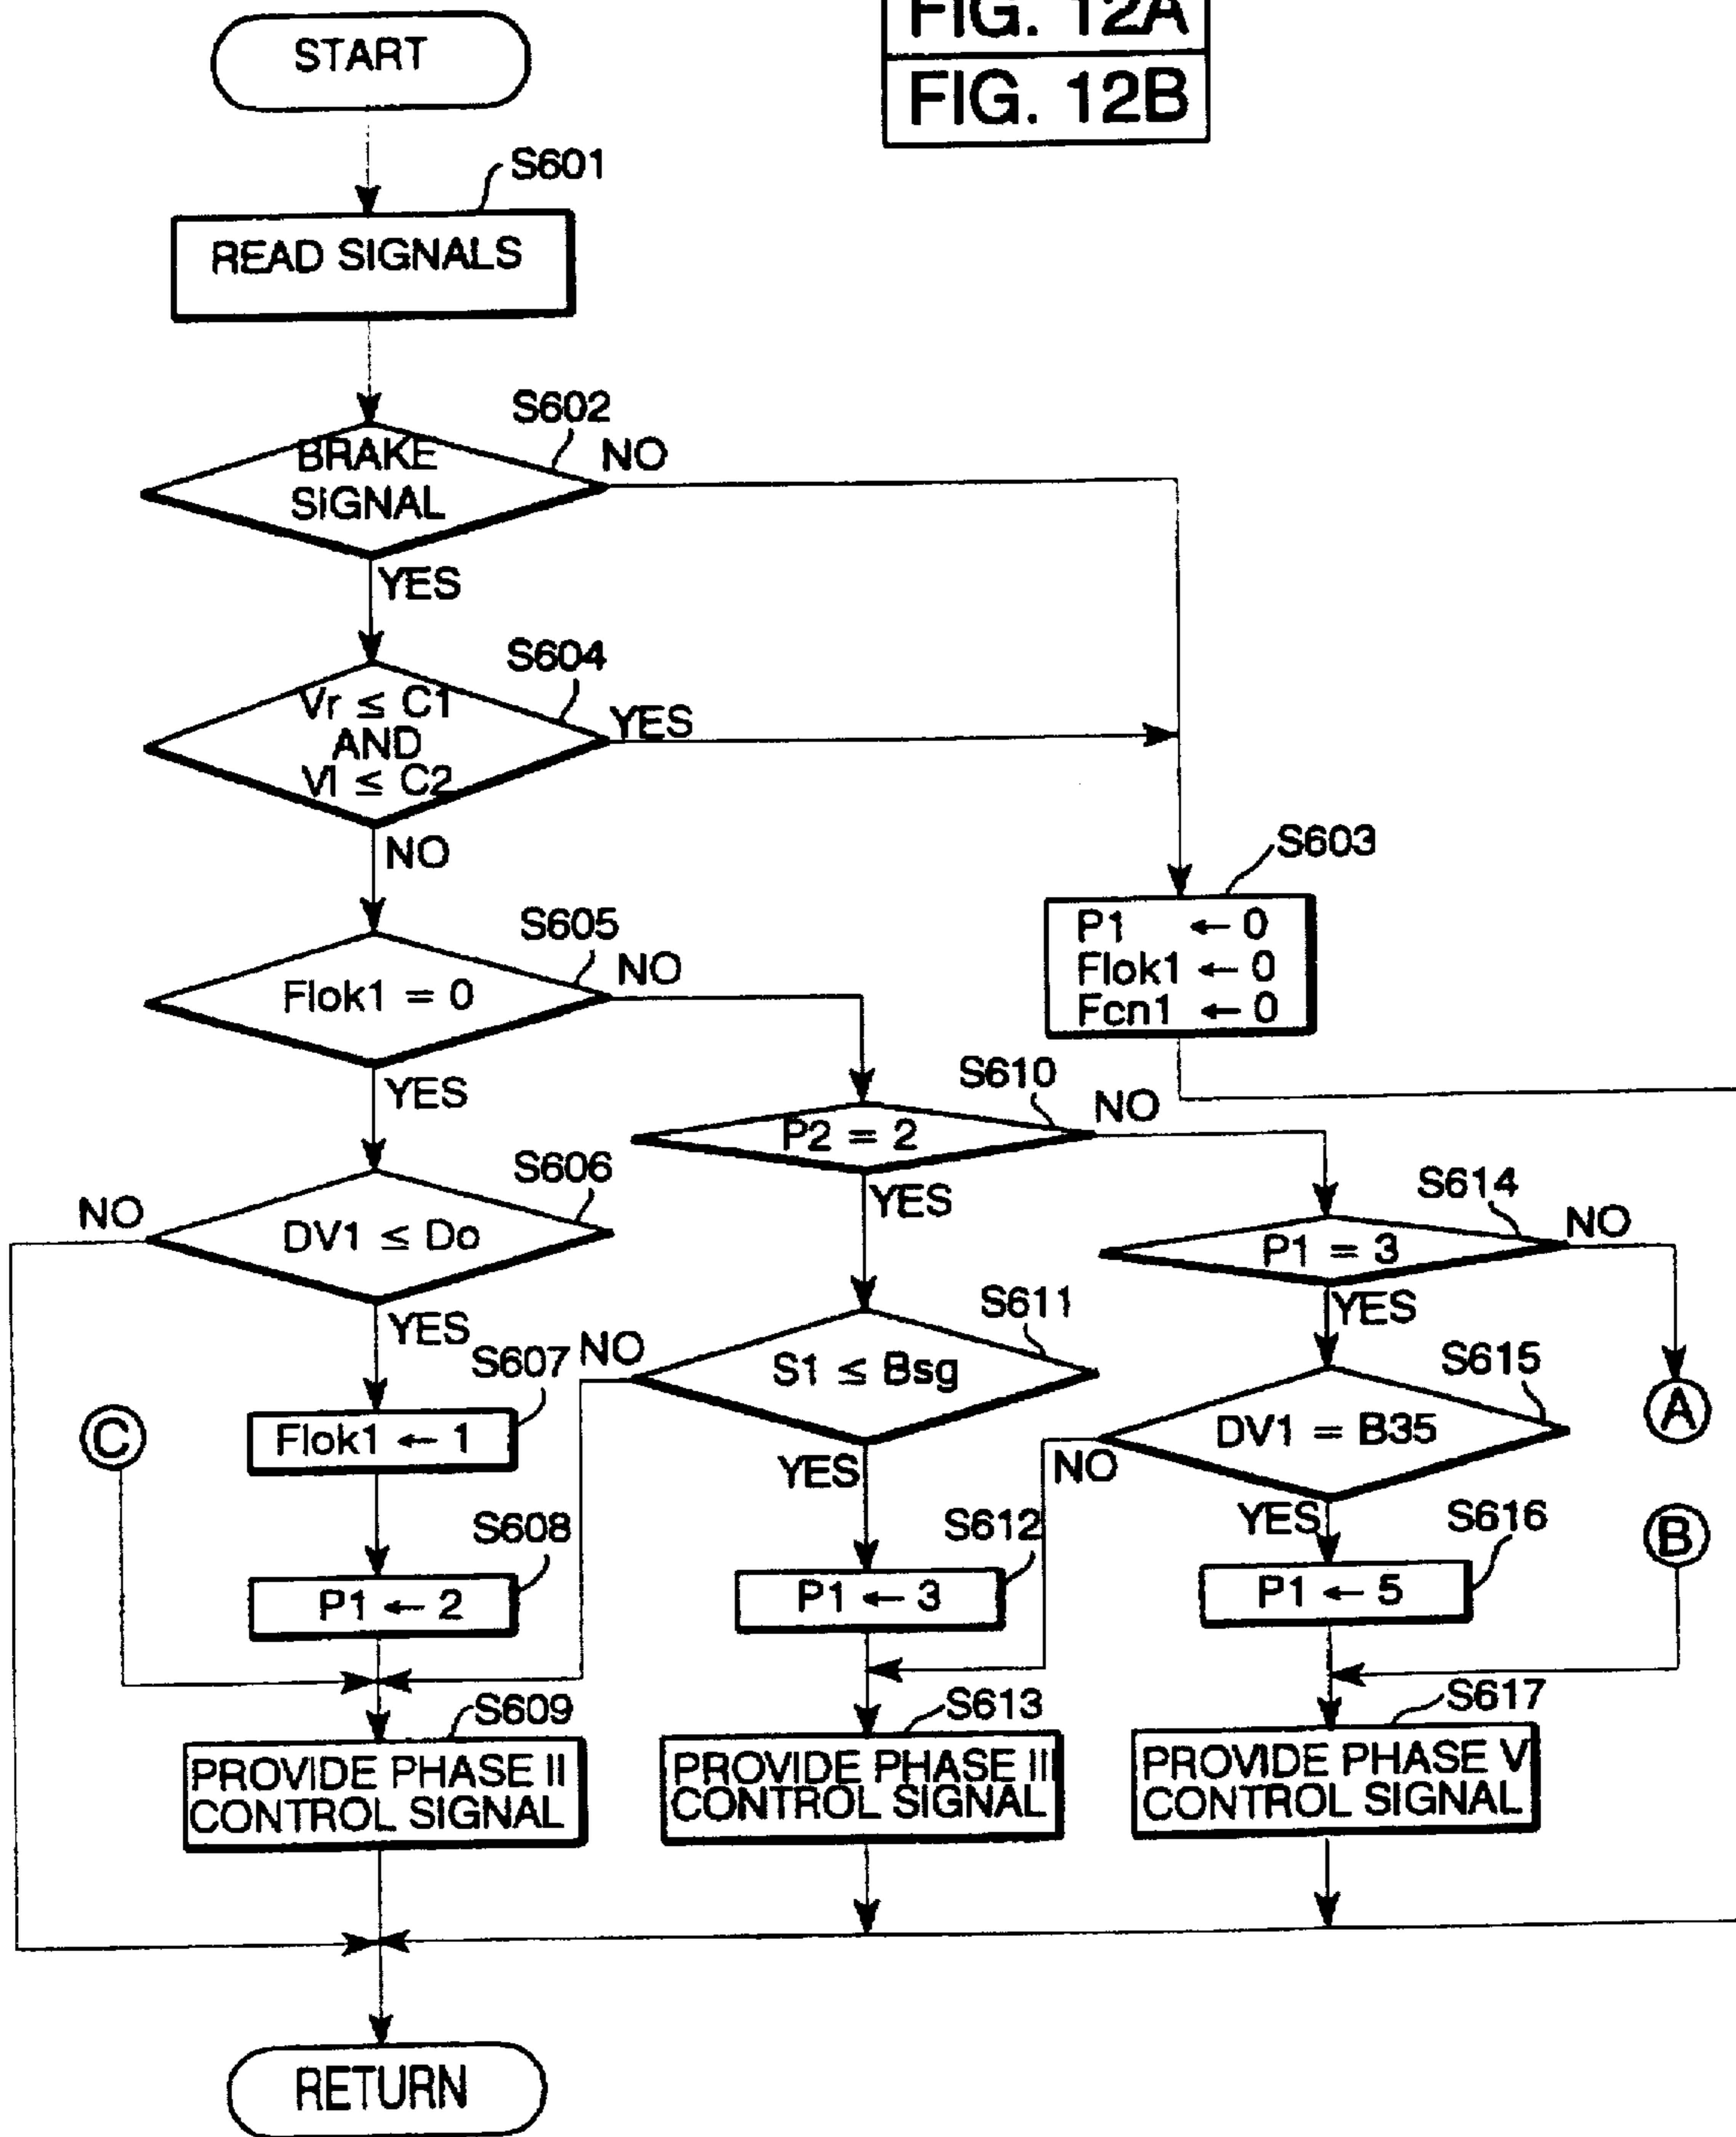 FIG. 12A
FIG. 12B
START
S601
READ SIGNALS
S602
BRAKE
SIGNAL
NO
YES
S604
Vr ≤ C1
AND
Vl ≤ C2
YES
NO
S603
P1 ← 0
Flok1 ← 0
Fcn1 ← 0
S605
Flok1 = 0
NO
YES
S610
P2 = 2
NO
YES
S606
NO
DV1 ≤ Do
YES
S614
P1 = 3
NO
YES
S611
NO
S1 ≤ Bsg
YES
S615
DV1 = B35
NO
YES
A
S607
Flok1 ← 1
C
S608
P1 ← 2
S612
P1 ← 3
S616
P1 ← 5
B
S609
PROVIDE PHASE II
CONTROL SIGNAL
S613
PROVIDE PHASE III
CONTROL SIGNAL
S617
PROVIDE PHASE V
CONTROL SIGNAL
RETURN